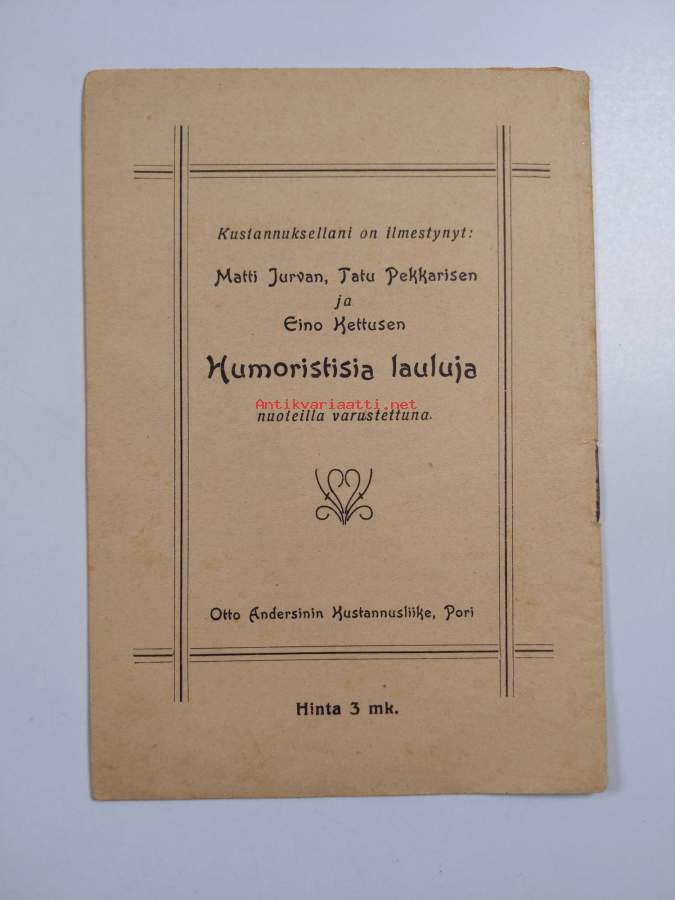 Kustannuksellani on ilmestynyt:
Matti Jurvan, Tatu Pekkarisen
ja
Eino Kettusen
Humoristisia lauluja
Antikvariaatti.net
nuoteilla varustettuna.
Otto Andersinin Kustannusliike, Pori
Hinta 3 mk.